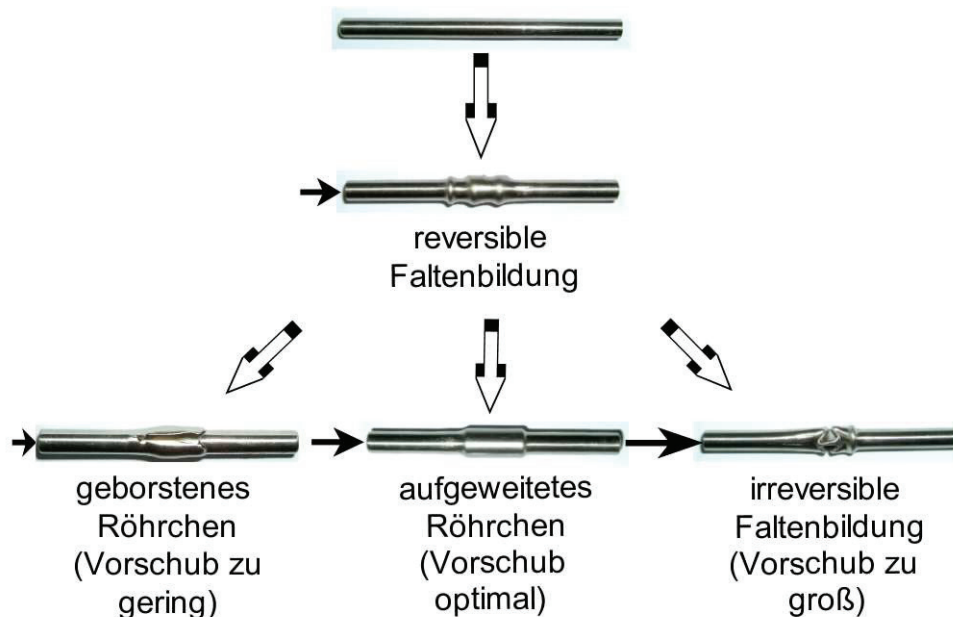 reversible
Faltenbildung
geborstenes
Röhrchen
(Vorschub zu
gering)
aufgeweitetes
Röhrchen
(Vorschub
optimal)
irreversible
Faltenbildung
(Vorschub zu
groß)